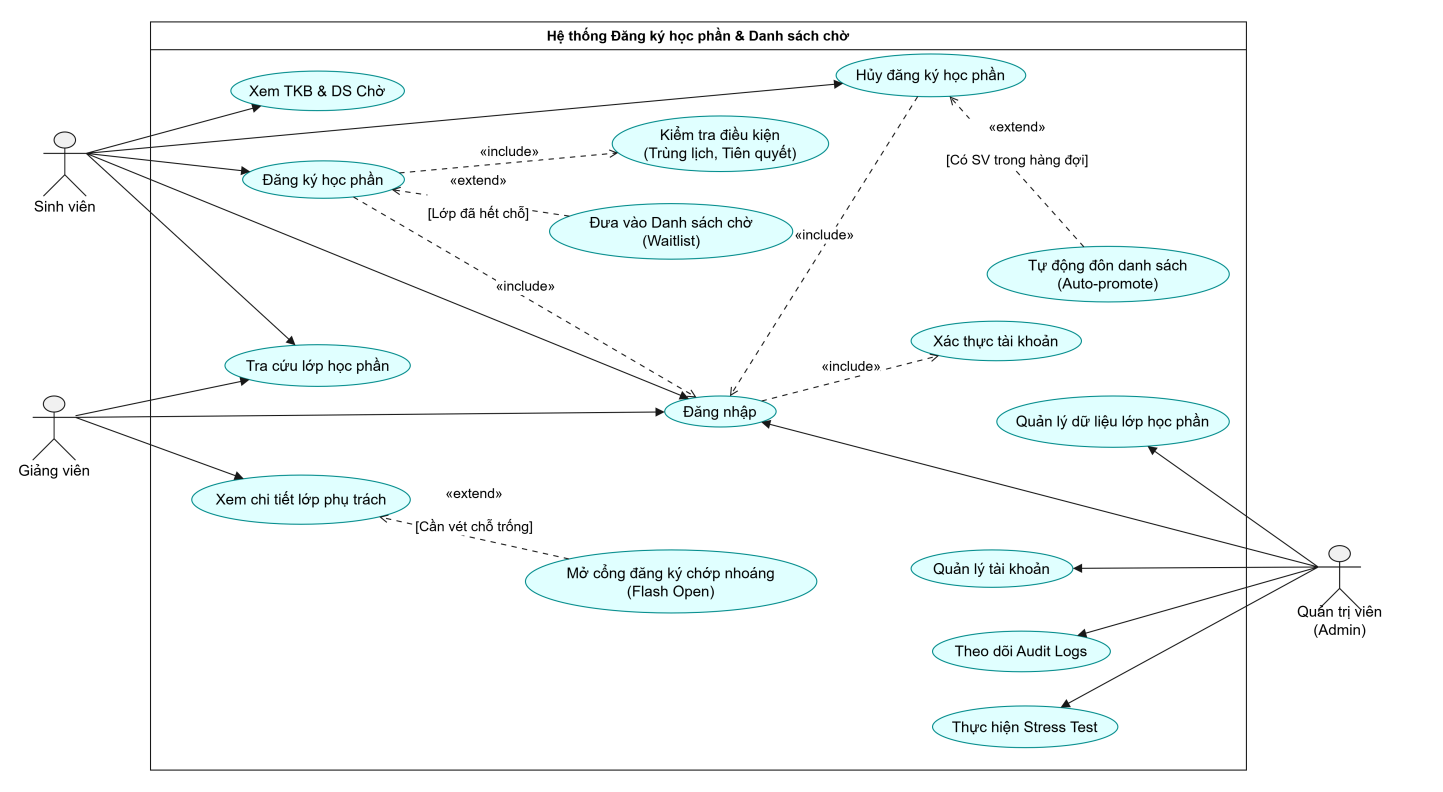 Hệ thống Đăng ký học phần & Danh sách chờ
Hủy đăng ký học phần
Xem TKB & DS Chờ
«extend»
Kiểm tra điều kiện
(Trùng lịch, Tiên quyết)
«include»
[Có SV trong hàng đợi]
Đăng ký học phần
«extend»
Sinh viên
[Lớp đã hết chỗ]
Đưa vào Danh sách chờ
(Waitlist)
«include»
Tự động đôn danh sách
(Auto-promote)
«include»
Xác thực tài khoản
Tra cứu lớp học phần
«include»
Đăng nhập
Quản lý dữ liệu lớp học phần
Giảng viên
«extend»
Xem chi tiết lớp phụ trách
[Cần vét chỗ trống]
Mở cổng đăng ký chớp nhoáng
(Flash Open)
Quản lý tài khoản
Quản trị viên
(Admin)
Theo dõi Audit Logs
Thực hiện Stress Test